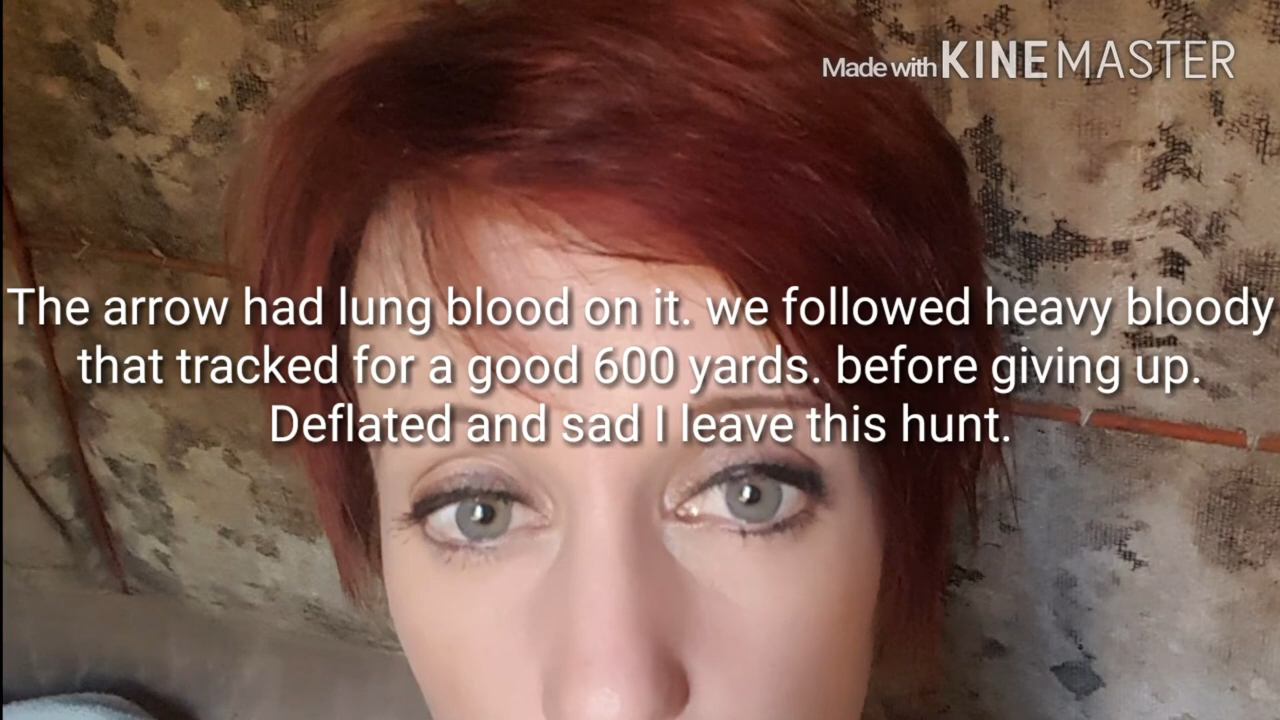 Made with KINEMASTER
The arrow had lung blood on it. we followed heavy bloody
that tracked for a good 600 yards. before giving up.
Deflated and sad I leave this hunt.